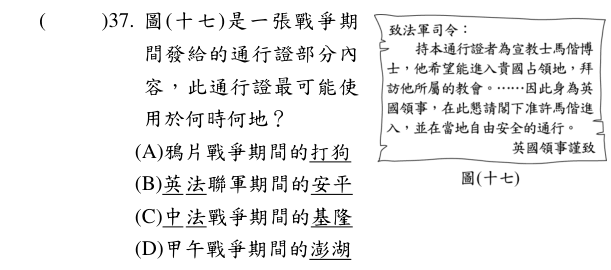 (　　)37. 圖(十七)是一張戰爭期
間發給的通行證部分內
容，此通行證最可能使
用於何時何地？
(A)鴉片戰爭期間的打狗
(B)英法聯軍期間的安平
(C)中法戰爭期間的基隆
(D)甲午戰爭期間的澎湖
致法軍司令：
持本通行證者為宣教士馬偕博
士，他希望能進入貴國占領地，拜
訪他所屬的教會。……因此身為英
國領事，在此懇請閣下准許馬偕進
入，並在當地自由安全的通行。
英國領事謹致
圖(十七)